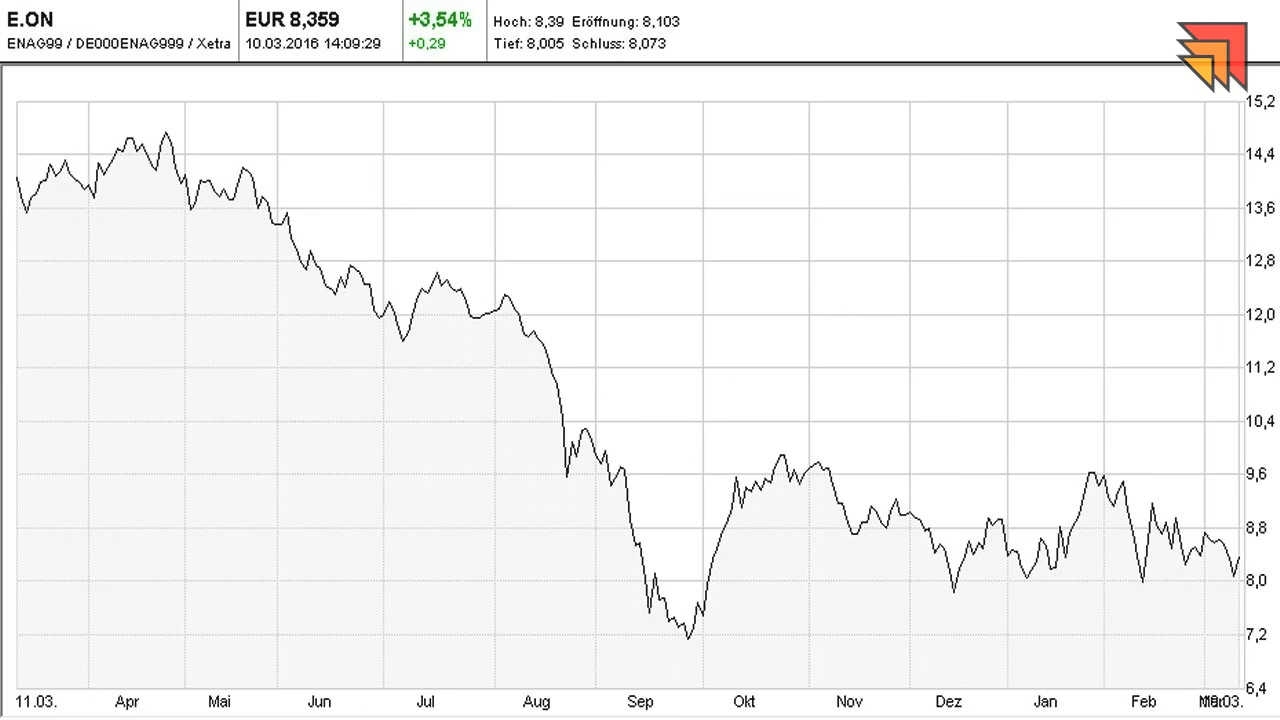 E.ON
ENAG99 / DE000ENAG999 / Xetra
EUR 8,359
10.03.2016 14:09:29
+3,54%
+0,29
Hoch: 8,39 Eröffnung: 8,103
Tief: 8,005 Schluss: 8,073
15,2
14,4
13,6
12,8
12,0
11,2
10,4
9,6
8,8
8,0
7,2
6,4
11.03. Apr Mai Jun Jul Aug Sep Okt Nov Dez Jan Feb